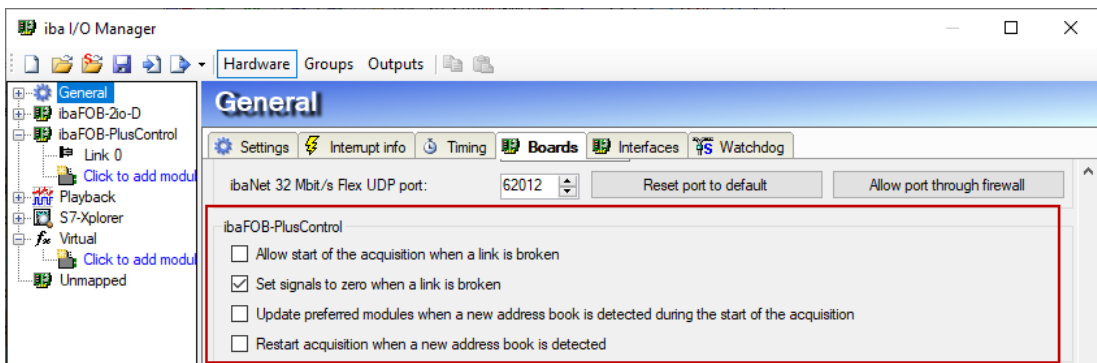 iba I/O Manager
Hardware Groups Outputs
General
ibaFOB-2io-D
ibaFOB-PlusControl
Link 0
Click to add modul
Playback
S7-Xplorer
Virtual
Click to add modul
Unmapped
General
Settings Interrupt info Timing Boards Interfaces Watchdog
ibaNet 32 Mbit/s Flex UDP port: 62012 Reset port to default Allow port through firewall
ibaFOB-PlusControl
Allow start of the acquisition when a link is broken
Set signals to zero when a link is broken
Update preferred modules when a new address book is detected during the start of the acquisition
Restart acquisition when a new address book is detected